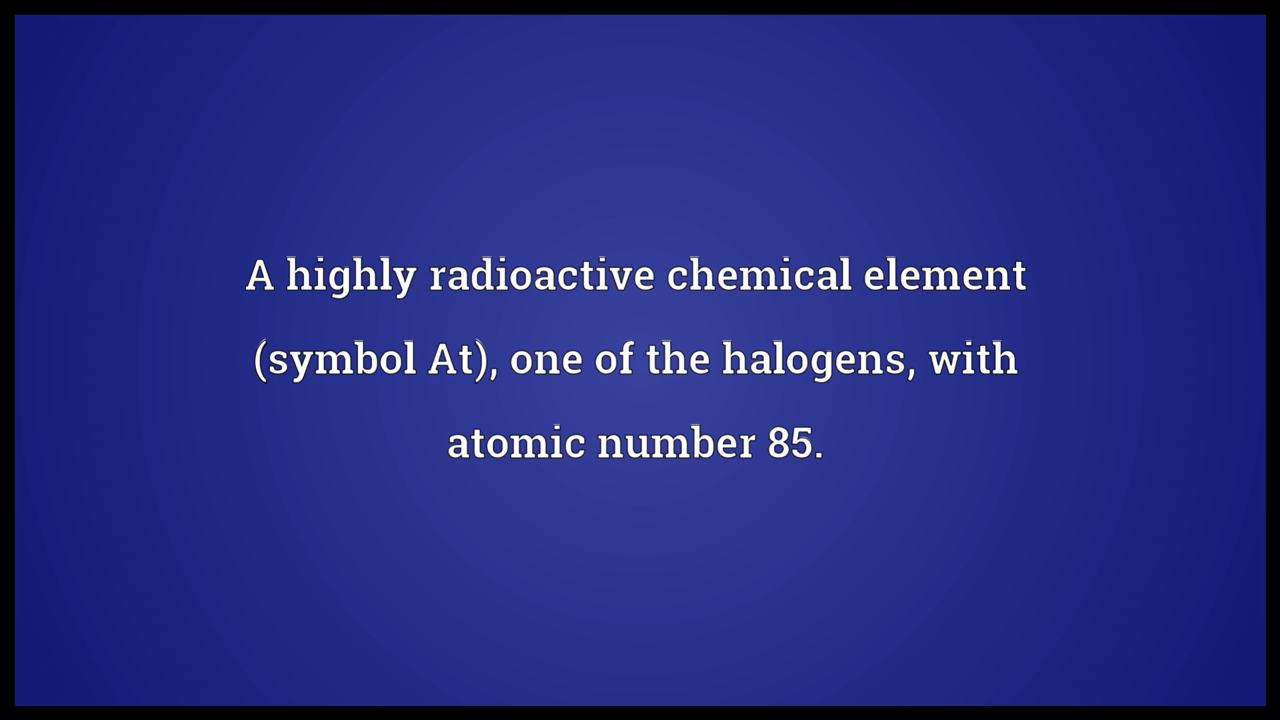 A highly radioactive chemical element
(symbol At), one of the halogens, with
atomic number 85.